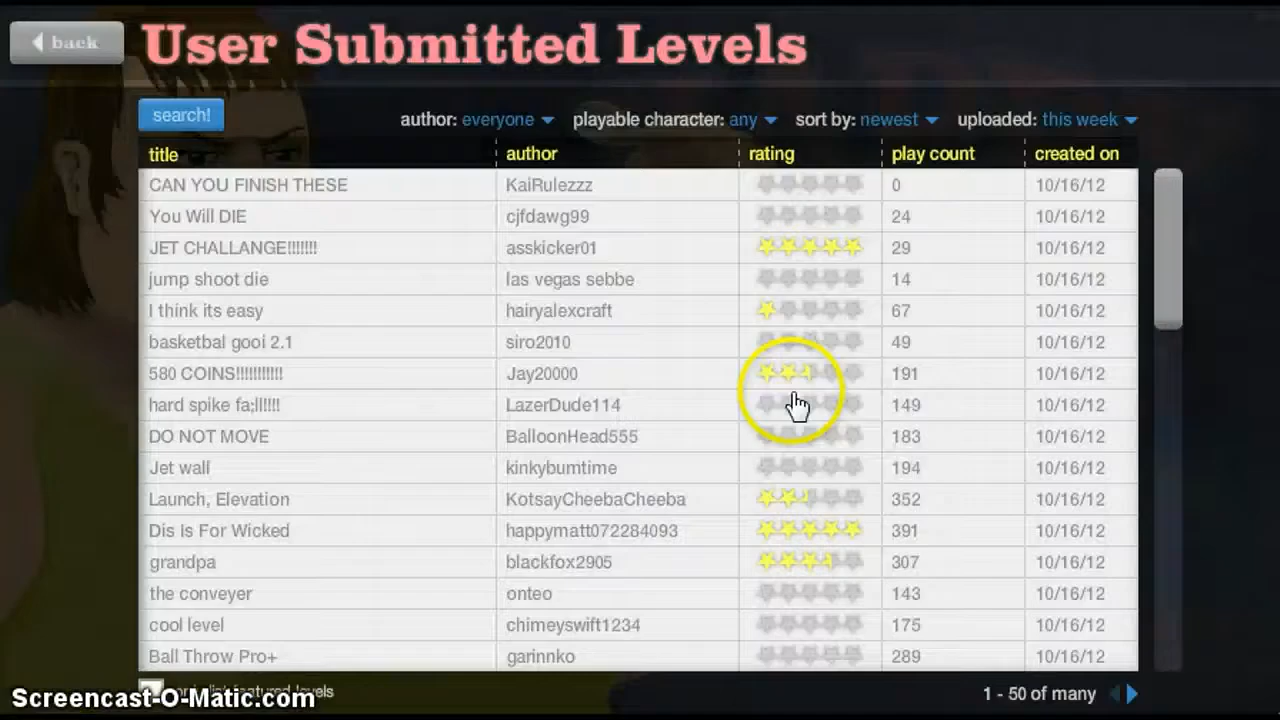 back
User Submitted Levels
search!
author: everyone playable character: any sort by: newest uploaded: this week
title author rating play count created on
CAN YOU FINISH THESE KaiRulezzz 0 10/16/12
You Will DIE cjfdawg99 24 10/16/12
JET CHALLANGE!!!!!!! asskicker01 29 10/16/12
jump shoot die las vegas sebbe 14 10/16/12
I think its easy hairyalexcraft 67 10/16/12
basketbal gooi 2.1 siro2010 49 10/16/12
580 COINS!!!!!!!!!!! Jay20000 191 10/16/12
hard spike fa;ll!!!! LazerDude114 149 10/16/12
DO NOT MOVE BalloonHead555 183 10/16/12
Jet wall kinkybumtime 194 10/16/12
Launch, Elevation KotsayCheebaCheeba 352 10/16/12
Dis Is For Wicked happymatt072284093 391 10/16/12
grandpa blackfox2905 307 10/16/12
the conveyer onteo 143 10/16/12
cool level chimeyswift1234 175 10/16/12
Ball Throw Pro+ garinnko 289 10/16/12
featured levels
1 - 50 of many
Screencast-O-Matic.com